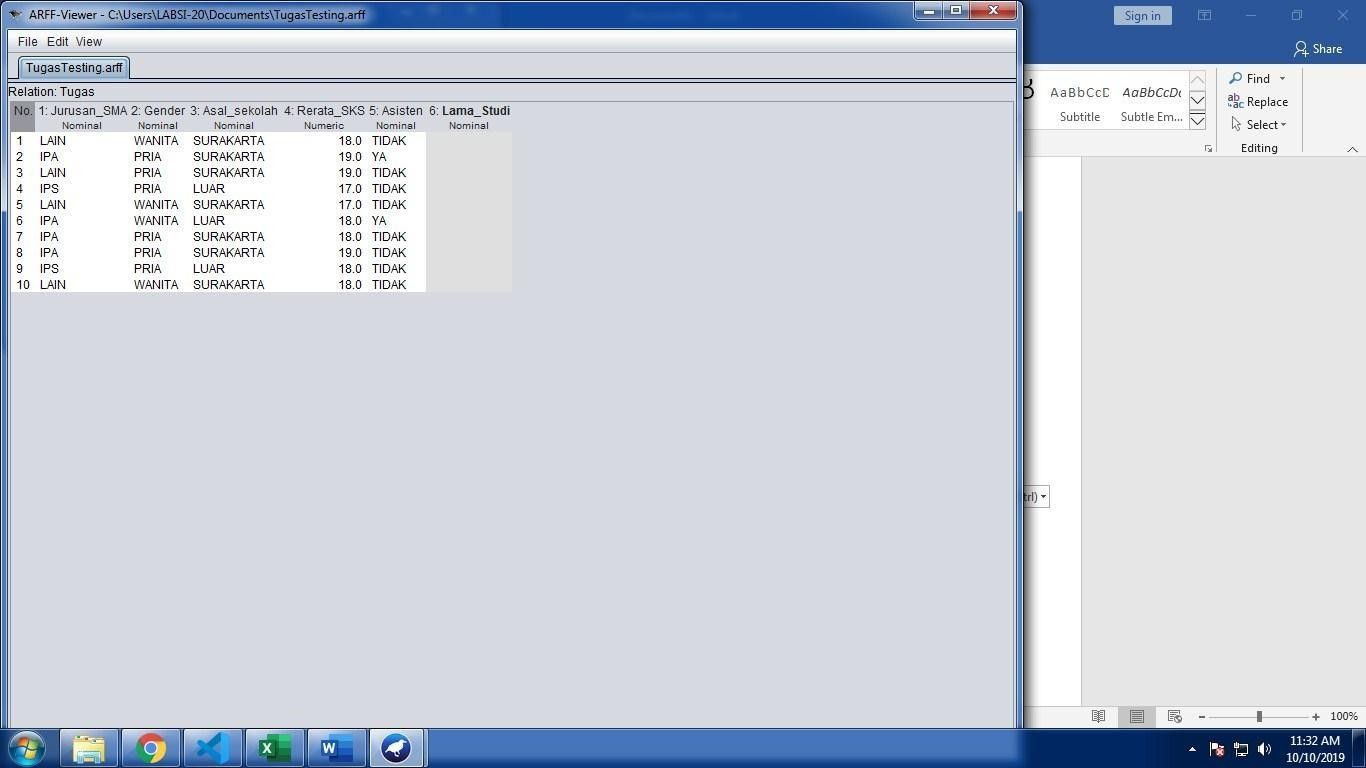 ARFF-Viewer - C:\Users\LABSI-20\Documents\TugasTesting.arff
File Edit View
TugasTesting.arff
Relation: Tugas
No. 1: Jurusan_SMA 2: Gender 3: Asal_sekolah 4: Rerata_SKS 5: Asisten 6: Lama_Studi
Nominal Nominal Nominal Numeric Nominal Nominal
1 LAIN WANITA SURAKARTA 18.0 TIDAK
2 IPA PRIA SURAKARTA 19.0 YA
3 LAIN PRIA SURAKARTA 19.0 TIDAK
4 IPS PRIA LUAR 17.0 TIDAK
5 LAIN WANITA SURAKARTA 17.0 TIDAK
6 IPA WANITA LUAR 18.0 YA
7 IPA PRIA SURAKARTA 18.0 TIDAK
8 IPA PRIA SURAKARTA 19.0 TIDAK
9 IPS PRIA LUAR 18.0 TIDAK
10 LAIN WANITA SURAKARTA 18.0 TIDAK
Sign in
Share
AaBbCcD AaBbCcDc
Subtitle Subtle Em...
Find
Replace
Select
Editing
trl)
100%
11:32 AM
10/10/2019